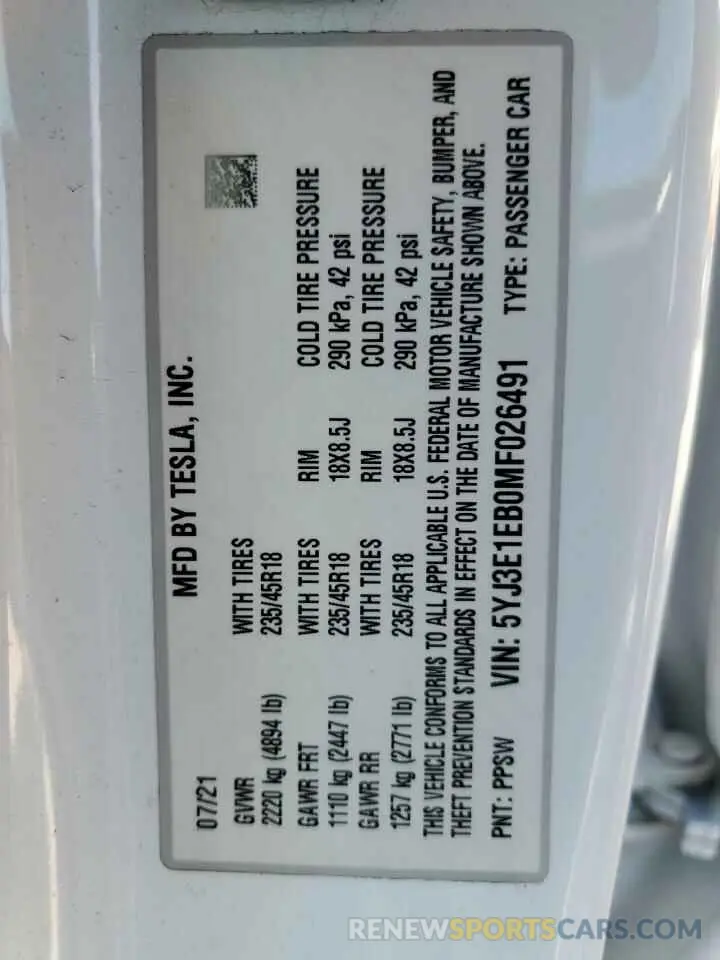 MFD BY TESLA, INC.
07/21
GVWR WITH TIRES
2220 kg (4894 lb) 235/45R18
GAWR FRT WITH TIRES RIM COLD TIRE PRESSURE
1110 kg (2447 lb) 235/45R18 18X8.5J 290 kPa, 42 psi
GAWR RR WITH TIRES RIM COLD TIRE PRESSURE
1257 kg (2771 lb) 235/45R18 18X8.5J 290 kPa, 42 psi
THIS VEHICLE CONFORMS TO ALL APPLICABLE U.S. FEDERAL MOTOR VEHICLE SAFETY, BUMPER, AND
THEFT PREVENTION STANDARDS IN EFFECT ON THE DATE OF MANUFACTURE SHOWN ABOVE.
PNT: PPSW VIN: 5YJ3E1EB0MF026491 TYPE: PASSENGER CAR
RENEWSPORTSCARS.COM